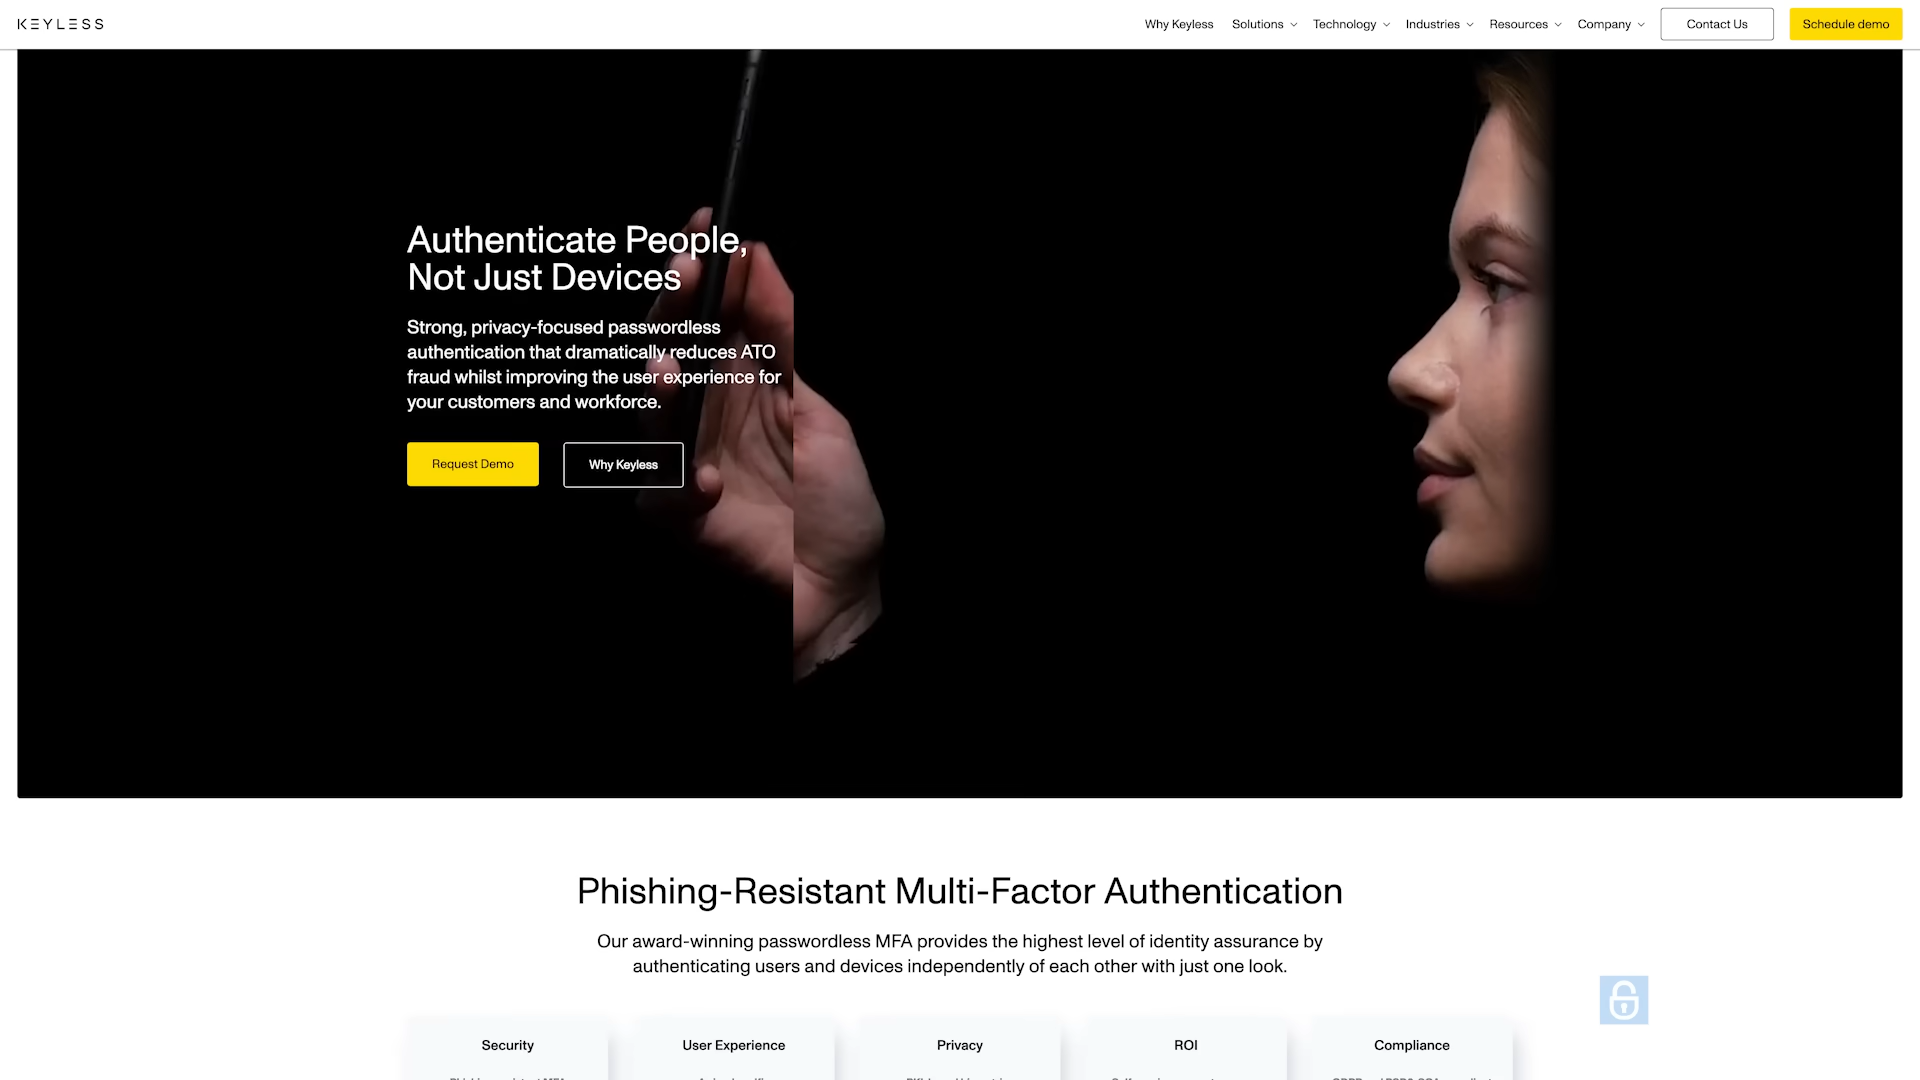 KEYLESS
Why Keyless
Solutions
Technology
Industries
Resources
Company
Contact Us
Schedule demo
Authenticate People,
Not Just Devices
Strong, privacy-focused passwordless
authentication that dramatically reduces ATO
fraud whilst improving the user experience for
your customers and workforce.
Request Demo
Why Keyless
Phishing-Resistant Multi-Factor Authentication
Our award-winning passwordless MFA provides the highest level of identity assurance by
authenticating users and devices independently of each other with just one look.
Security
User Experience
Privacy
ROI
Compliance